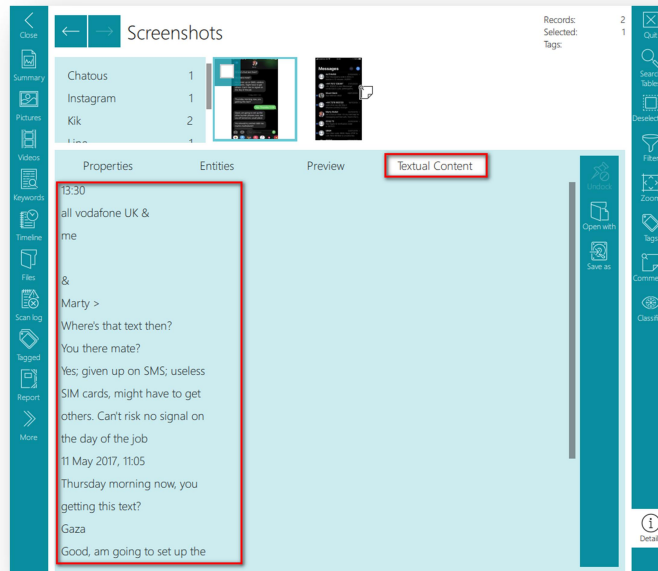 Close
Screenshots
Records: 2
Selected: 1
Tags:
Summary
Pictures
Videos
Keywords
Timeline
Files
Scan log
Tagged
Report
More
Chatous 1
Instagram 1
Kik 2
Messages
Properties
Entities
Preview
Textual Content
13:30
all vodafone UK &
me
&
Marty >
Where's that text then?
You there mate?
Yes; given up on SMS; useless
SIM cards, might have to get
others. Can't risk no signal on
the day of the job
11 May 2017, 11:05
Thursday morning now, you
getting this text?
Gaza
Good, am going to set up the
Undock
Open with
Save as
Quit
Search
Table
Deselect
Filter
Zoom
Tags
Comme
Classif
Detail